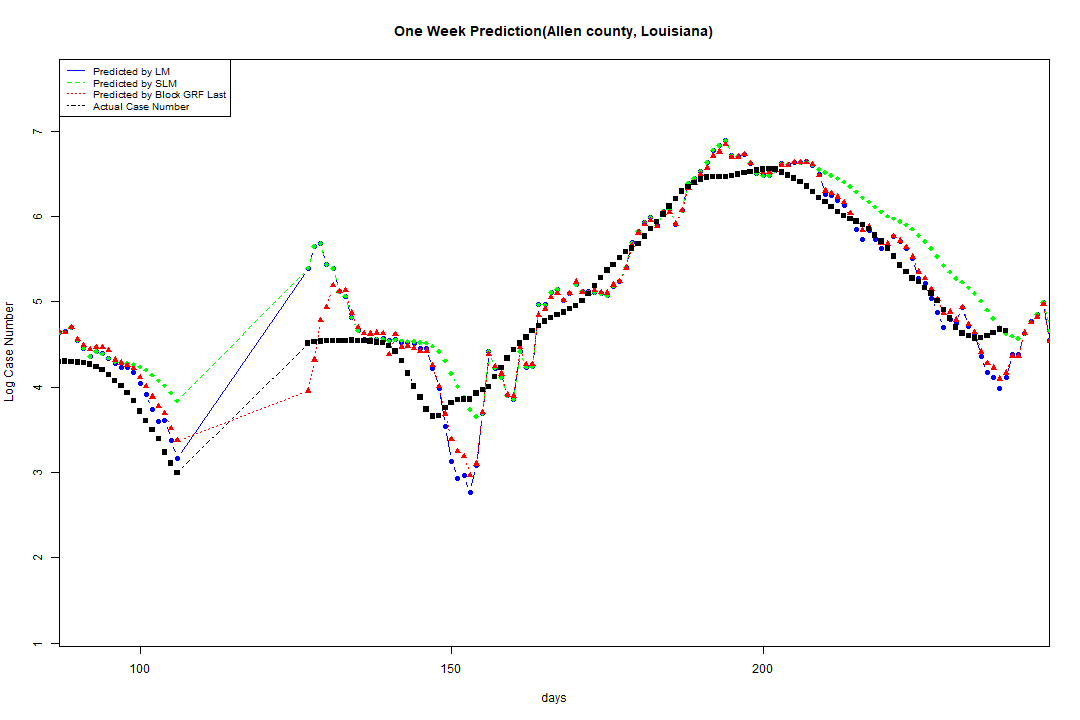 One Week Prediction(Allen county, Louisiana)
Predicted by LM
Predicted by SLM
Predicted by Block GRF Last
Actual Case Number
Log Case Number
7
6
5
4
3
2
1
100
150
200
days